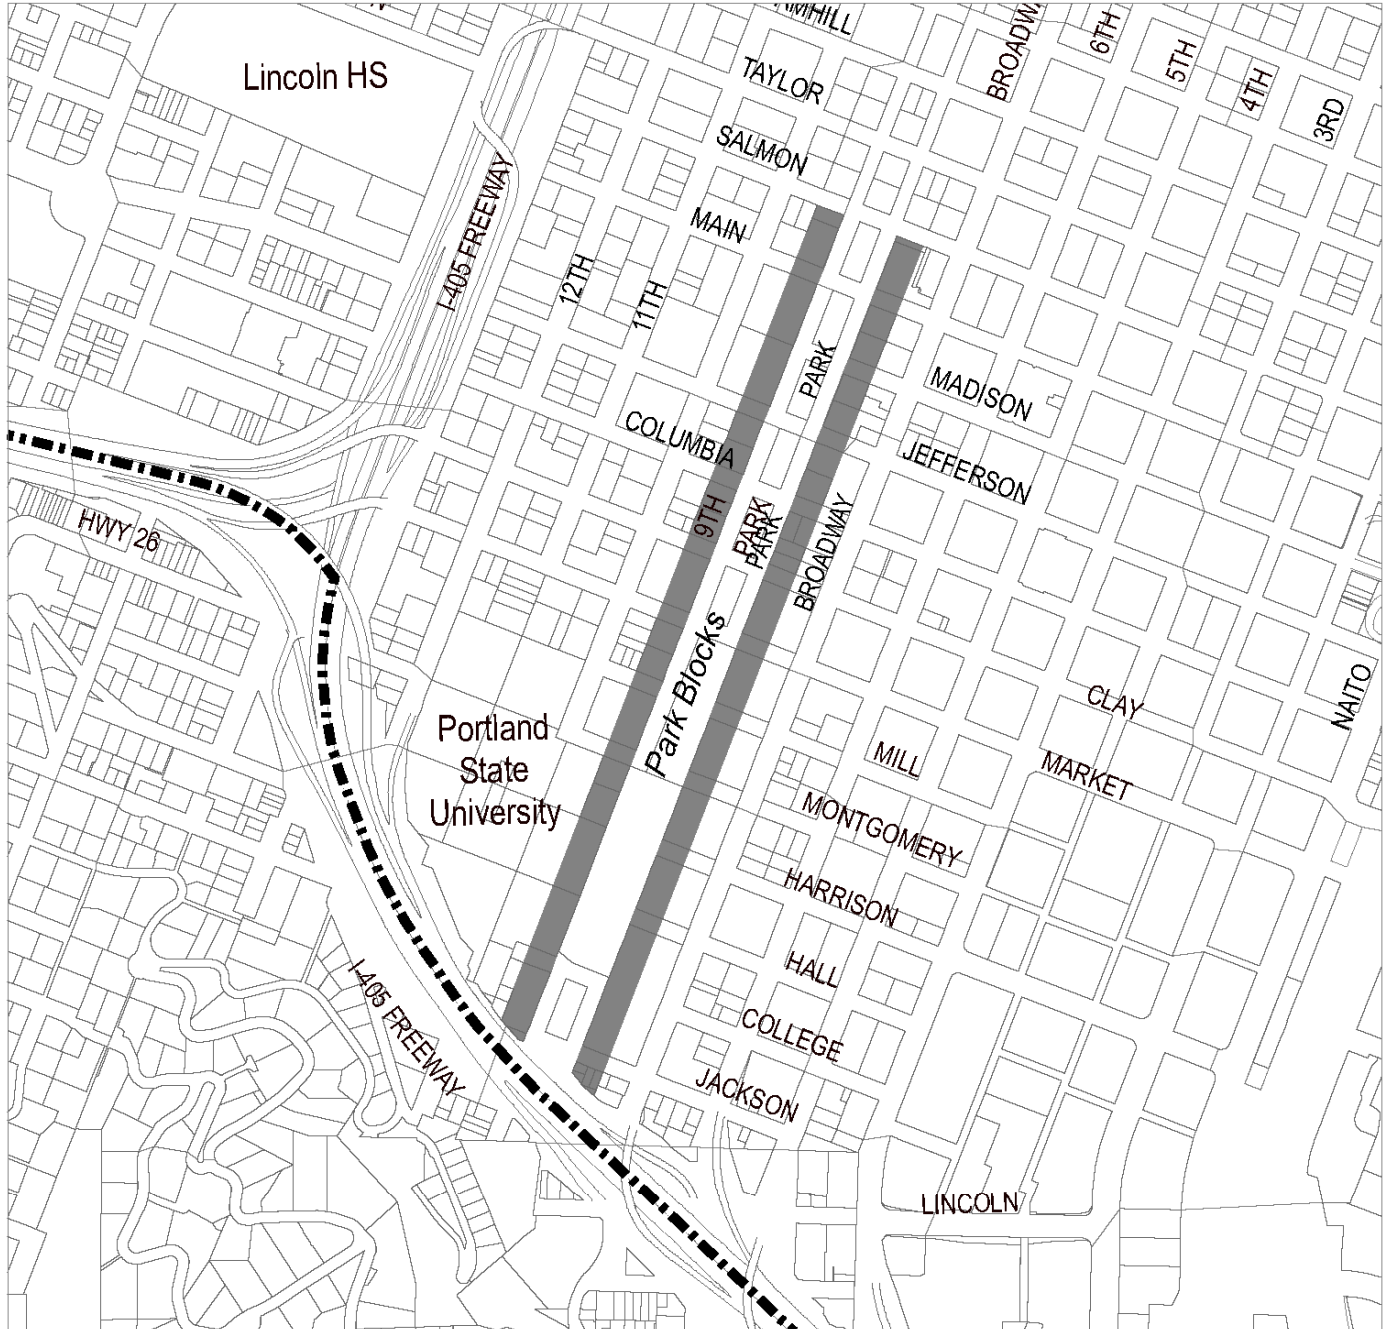 Lincoln HS
TAYLOR
SALMON
MAIN
12TH
11TH
I-405 FREEWAY
6TH
5TH
4TH
3RD
PARK
MADISON
COLUMBIA
JEFFERSON
9TH
PARK
PARK
BROADWAY
HWY 26
Park Blocks
NAITO
CLAY
Portland
State
University
MILL
MARKET
MONTGOMERY
HARRISON
HALL
I-405 FREEWAY
COLLEGE
JACKSON
LINCOLN